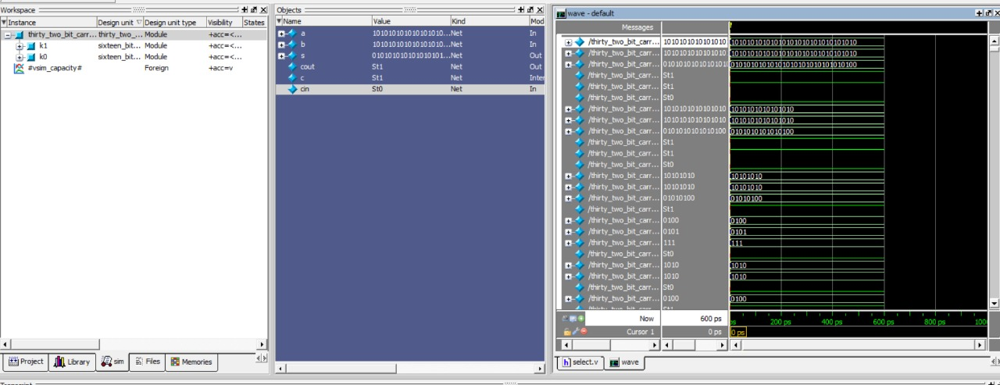 Workspace
Instance Design unit Design unit type Visibility States
thirty_two_bit_carr... thirty_two_... Module +acc=<...
k1 sixteen_bit... Module +acc=<...
k0 sixteen_bit... Module +acc=<...
#vsim_capacity# Foreign +acc=v
Project Library sim Files Memories
Objects
Name Value Kind Mod
a 10101010101010101010... Net In
b 10101010101010101010... Net In
s 01010101010101010101... Net Out
cout St1 Net Out
c St1 Net Inter
cin St0 Net In
wave - default
Messages
/thirty_two_bit_carr... 1010101010101010 10101010101010101010101010101010
/thirty_two_bit_carr... 1010101010101010 10101010101010101010101010101010
/thirty_two_bit_carr... 0101010101010101 01010101010101010101010101010100
/thirty_two_bit_carr... St1
/thirty_two_bit_carr... St1
/thirty_two_bit_carr... St0
/thirty_two_bit_carr... 1010101010101010 1010101010101010
/thirty_two_bit_carr... 1010101010101010 1010101010101010
/thirty_two_bit_carr... 0101010101010100 0101010101010100
/thirty_two_bit_carr... St1
/thirty_two_bit_carr... St1
/thirty_two_bit_carr... St0
/thirty_two_bit_carr... 10101010 10101010
/thirty_two_bit_carr... 10101010 10101010
/thirty_two_bit_carr... 01010100 01010100
/thirty_two_bit_carr... St1
/thirty_two_bit_carr... 0100 0100
/thirty_two_bit_carr... 0101 0101
/thirty_two_bit_carr... 111 111
/thirty_two_bit_carr... St0
/thirty_two_bit_carr... 1010 1010
/thirty_two_bit_carr... 1010 1010
/thirty_two_bit_carr... St0
/thirty_two_bit_carr... 0100 0100
Now 600 ps ps 200 ps 400 ps 600 ps 800 ps 100
Cursor 1 0 ps 0 ps
select.v wave